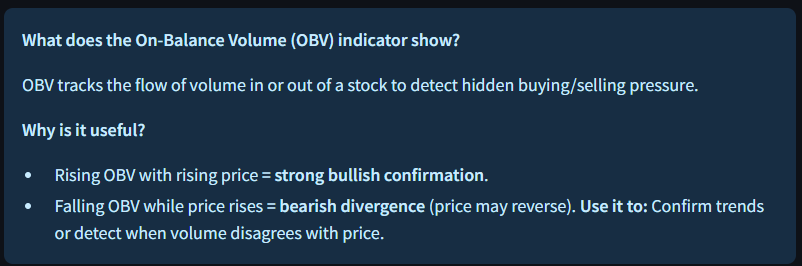 What does the On-Balance Volume (OBV) indicator show?
OBV tracks the flow of volume in or out of a stock to detect hidden buying/selling pressure.
Why is it useful?
• Rising OBV with rising price = strong bullish confirmation.
• Falling OBV while price rises = bearish divergence (price may reverse). Use it to: Confirm trends
or detect when volume disagrees with price.